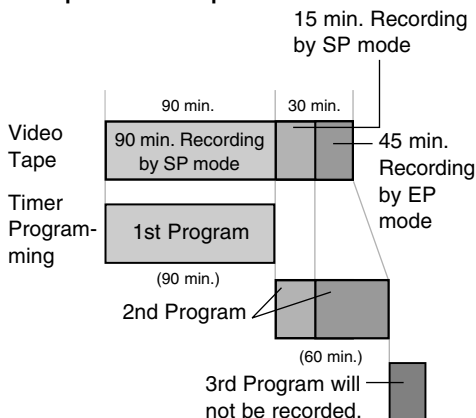 15 min. Recording
by SP mode
90 min.
30 min.
Video
Tape
90 min. Recording
by SP mode
45 min.
Recording
by EP
mode
Timer
Program-
ming
1st Program
(90 min.)
2nd Program
(60 min.)
3rd Program will
not be recorded.